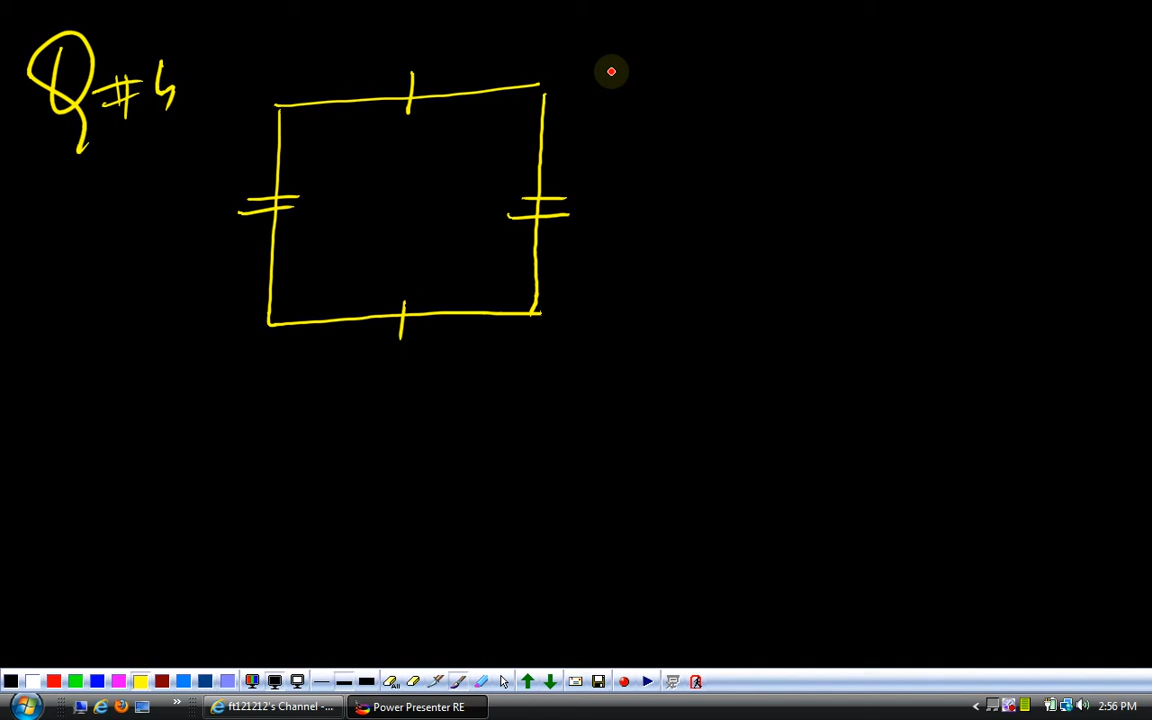 Q#4
»
ft121212's Channel -...
Power Presenter RE
<
2:56 PM